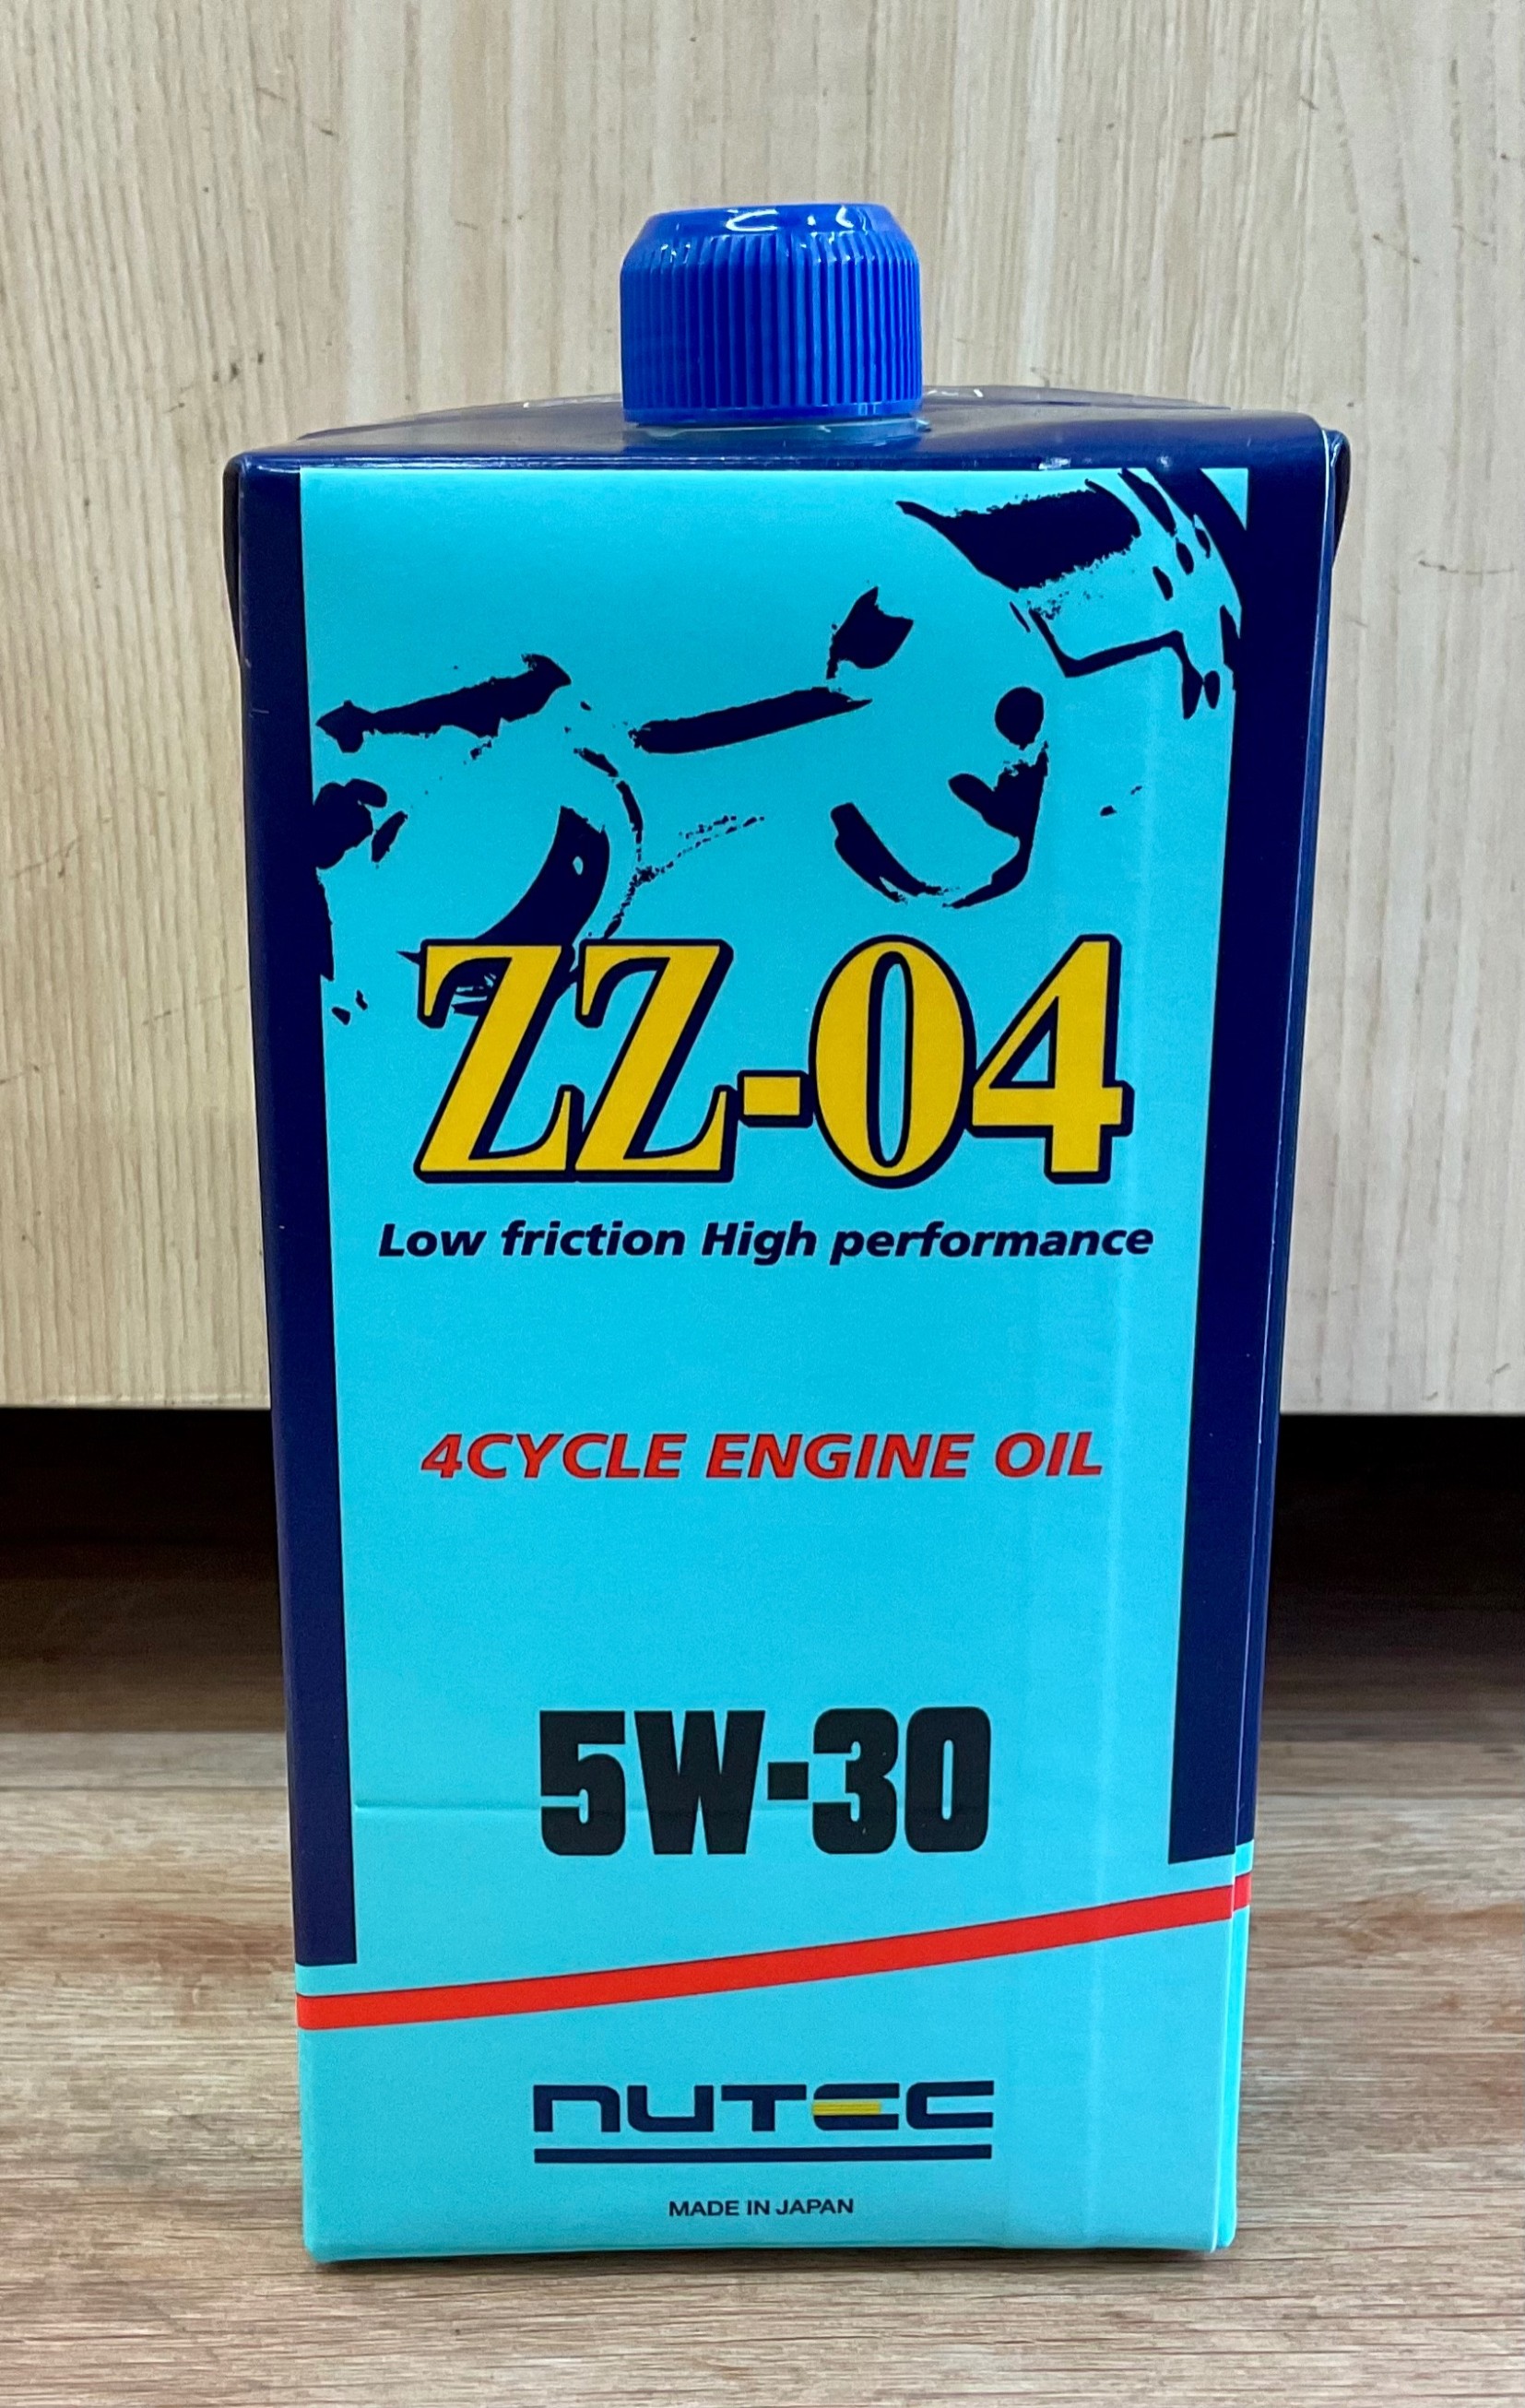 ZZ-04
Low friction High performance
4CYCLE ENGINE OIL
5W-30
NUTEC
MADE IN JAPAN